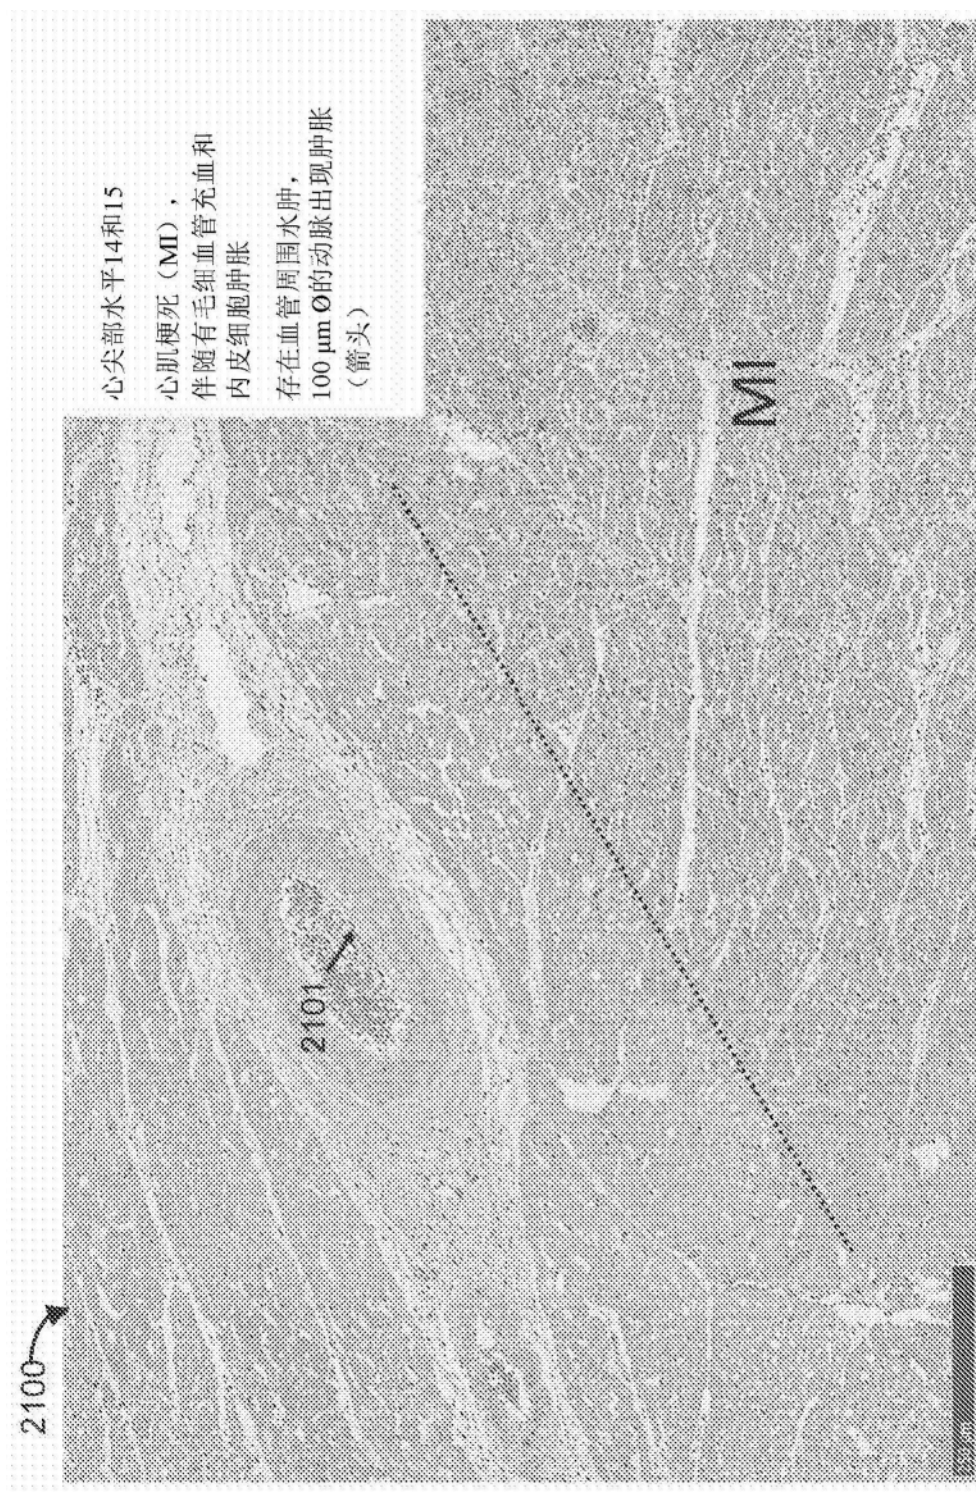 2100
心尖部水平14和15
心肌梗死（MI），
伴随有毛细血管充血和
内皮细胞肿胀
存在血管周围水肿，
100 μm Ø的动脉出现肿胀
（箭头）
2101
MI